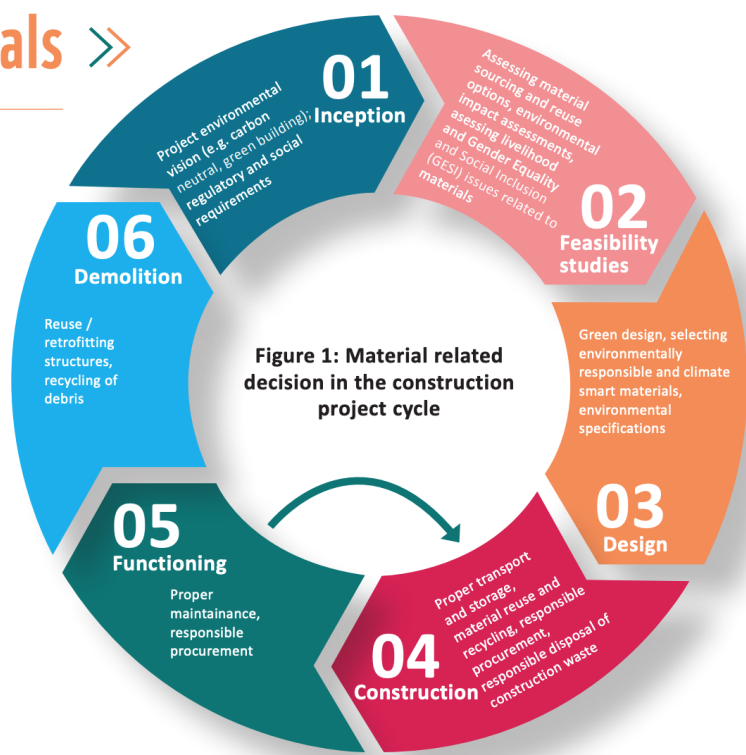 als
01
Inception
Project environmental
vision (e.g. carbon
neutral, green building);
regulatory and social
requirements
Assessing material
sourcing and reuse
options, environmental
impact assessments,
asessing livelihood
and Gender Equality
and Social Inclusion
(GESI) issues related to
materials
02
Feasibility
studies
Green design, selecting
environmentally
responsible and climate
smart materials,
environmental
specifications
03
Design
Proper transport
and storage,
material reuse and
recycling, responsible
procurement,
responsible disposal of
construction waste
04
Construction
05
Functioning
Proper
maintainance,
responsible
procurement
06
Demolition
Reuse /
retrofitting
structures,
recycling of
debris
Figure 1: Material related
decision in the construction
project cycle